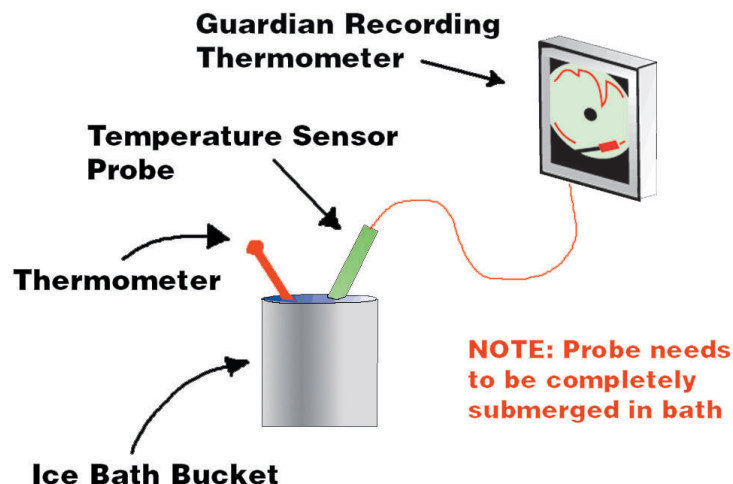 Guardian Recording
Thermometer
Temperature Sensor
Probe
Thermometer
NOTE: Probe needs
to be completely
submerged in bath
Ice Bath Bucket